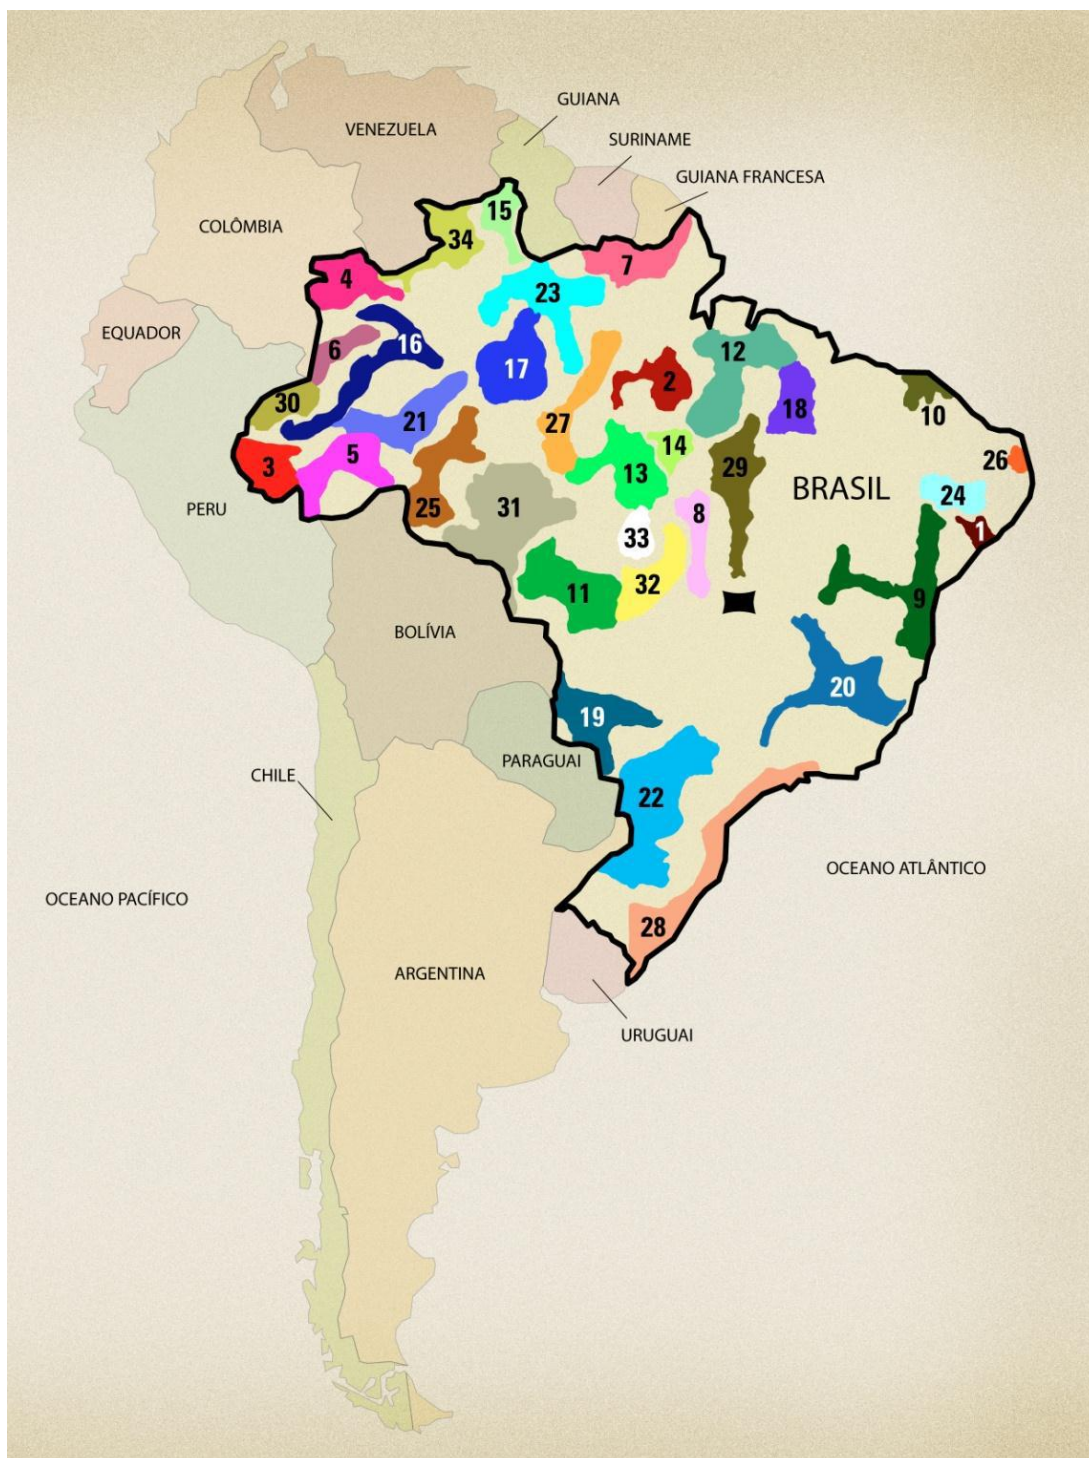 GUIANA
VENEZUELA
SURINAME
GUIANA FRANCESA
COLÔMBIA
EQUADOR
PERU
BRASIL
BOLÍVIA
PARAGUAI
CHILE
OCEANO PACÍFICO
OCEANO ATLÂNTICO
ARGENTINA
URUGUAI
15
34
4
7
23
16
6
17
12
2
30
21
27
18
10
3
5
14
13
29
26
24
25
31
8
1
33
32
11
9
20
19
22
28